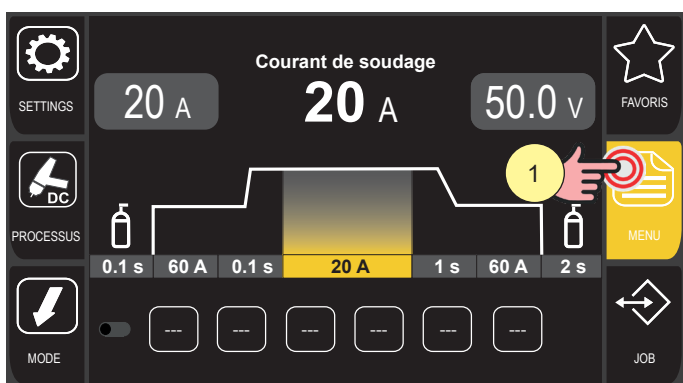 Courant de soudage
20 A
20 A
50.0 V
SETTINGS
FAVORIS
1
DC
PROCESSUS
MENU
0.1 s 60 A 0.1 s 20 A 1 s 60 A 2 s
--- --- --- --- --- ---
MODE
JOB